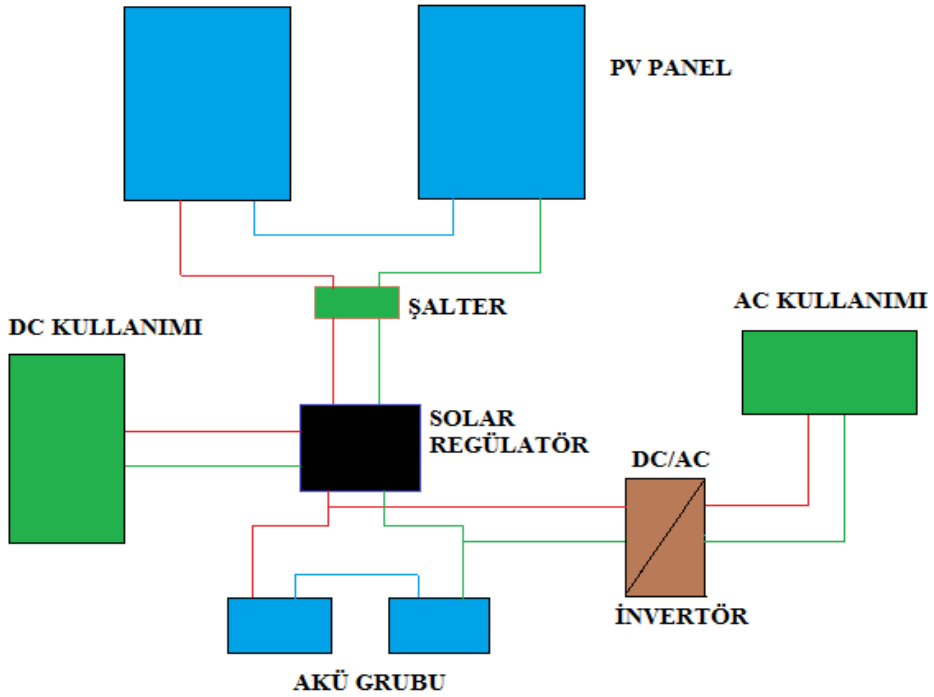 PV PANEL
ŞALTER
AC KULLANIMI
DC KULLANIMI
SOLAR
REGÜLATÖR
DC/AC
İNVERTÖR
AKÜ GRUBU